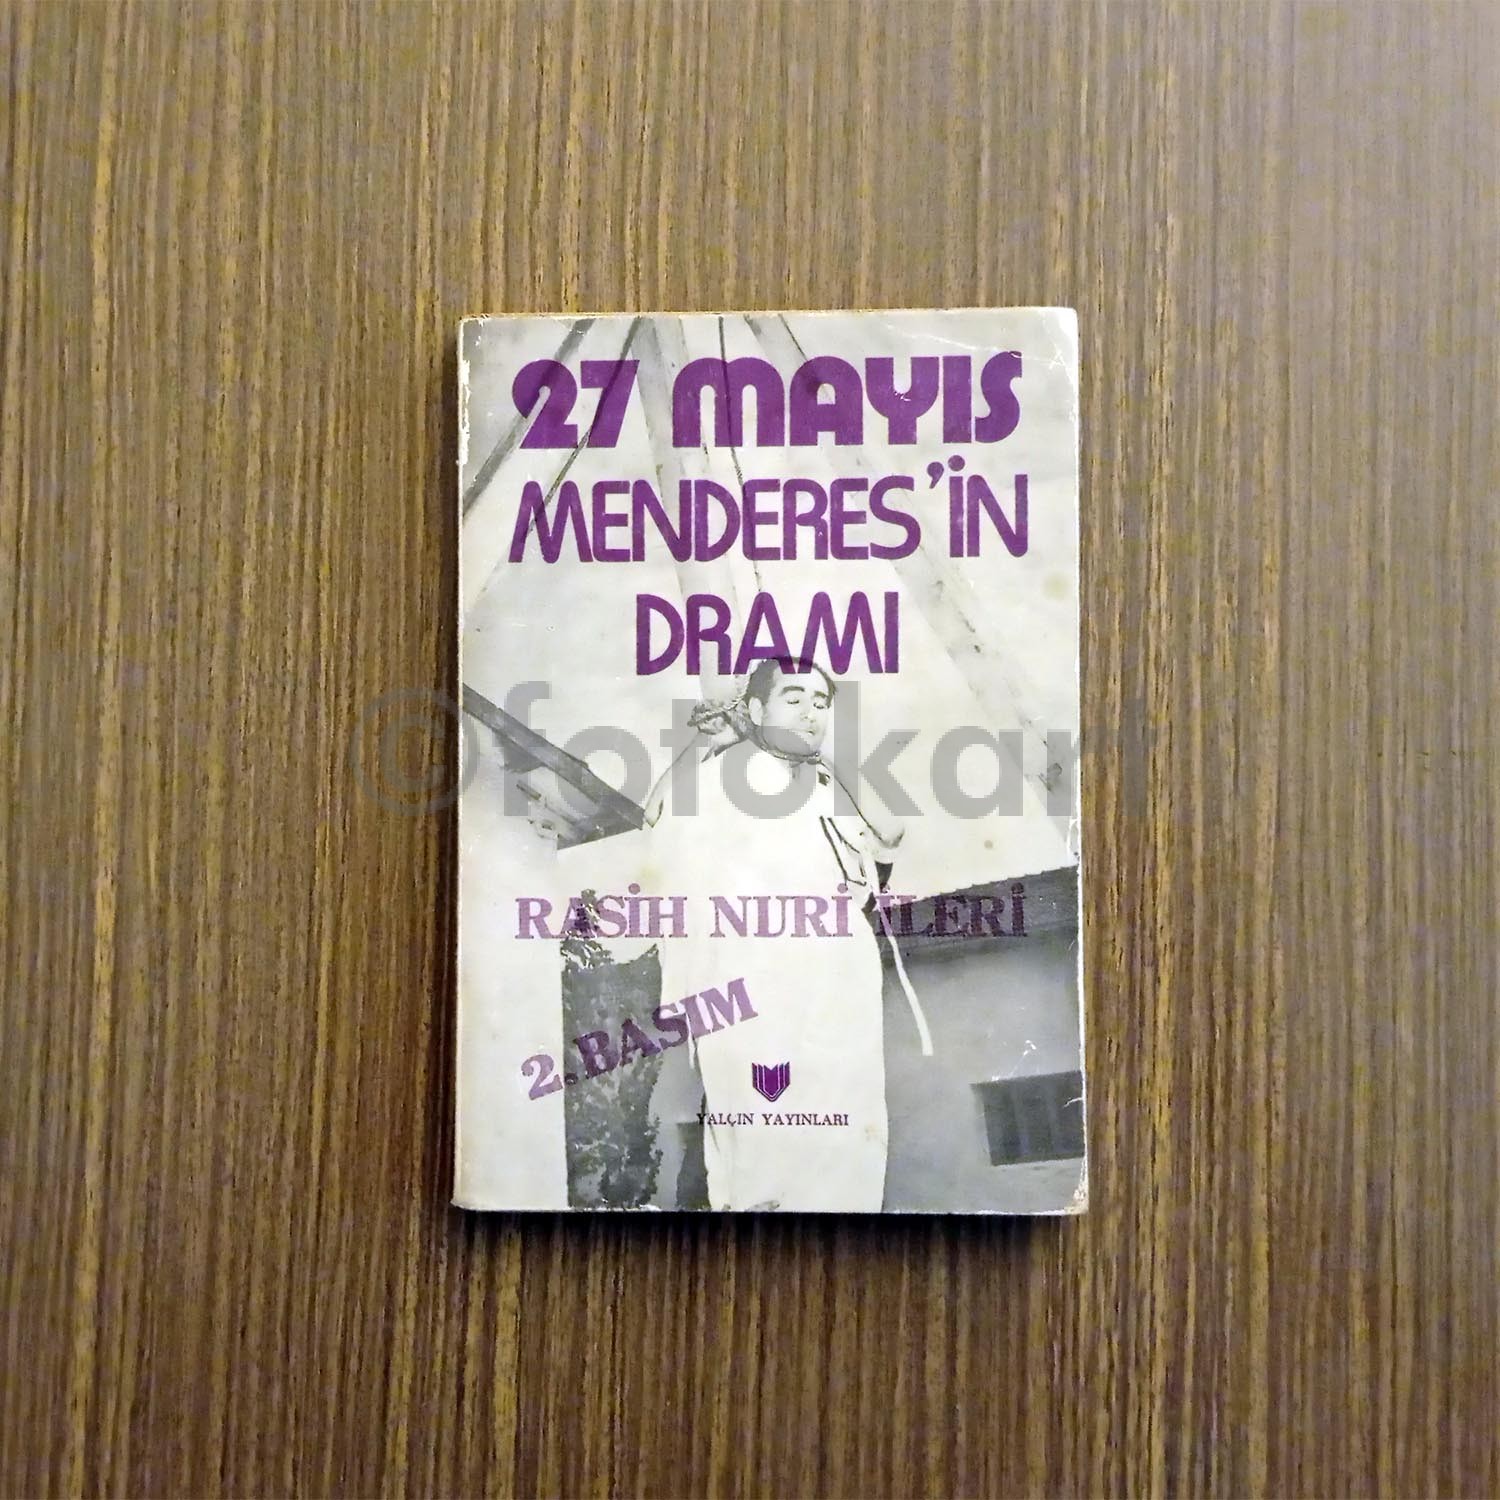 27 MAYIS
MENDERES'İN
DRAMI
©fotokart
RASİH NURİ İLERİ
2.BASIM
YALÇIN YAYINLARI